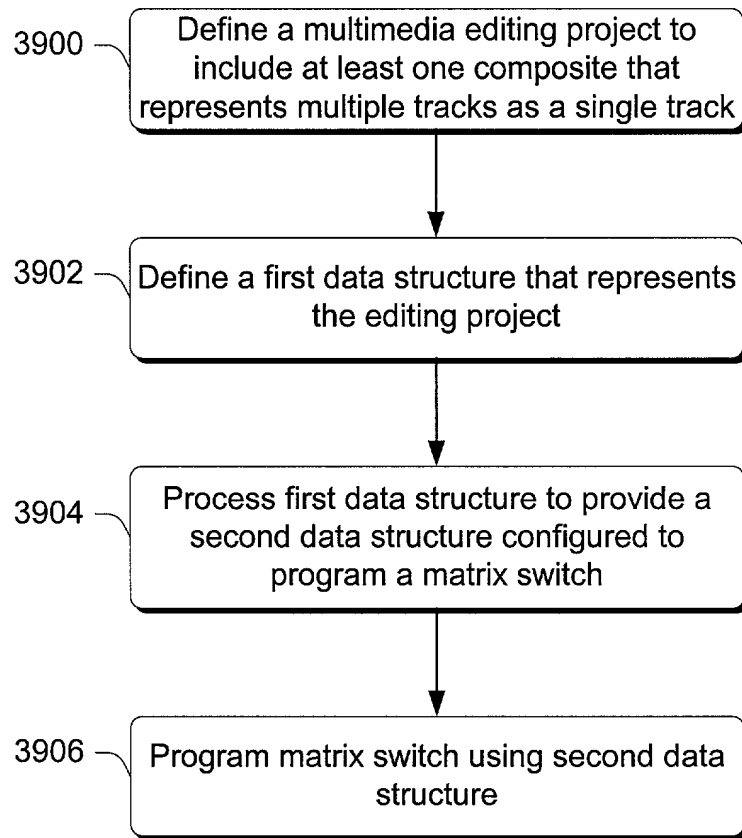 3900
Define a multimedia editing project to
include at least one composite that
represents multiple tracks as a single track
3902
Define a first data structure that represents
the editing project
3904
Process first data structure to provide a
second data structure configured to
program a matrix switch
3906
Program matrix switch using second data
structure